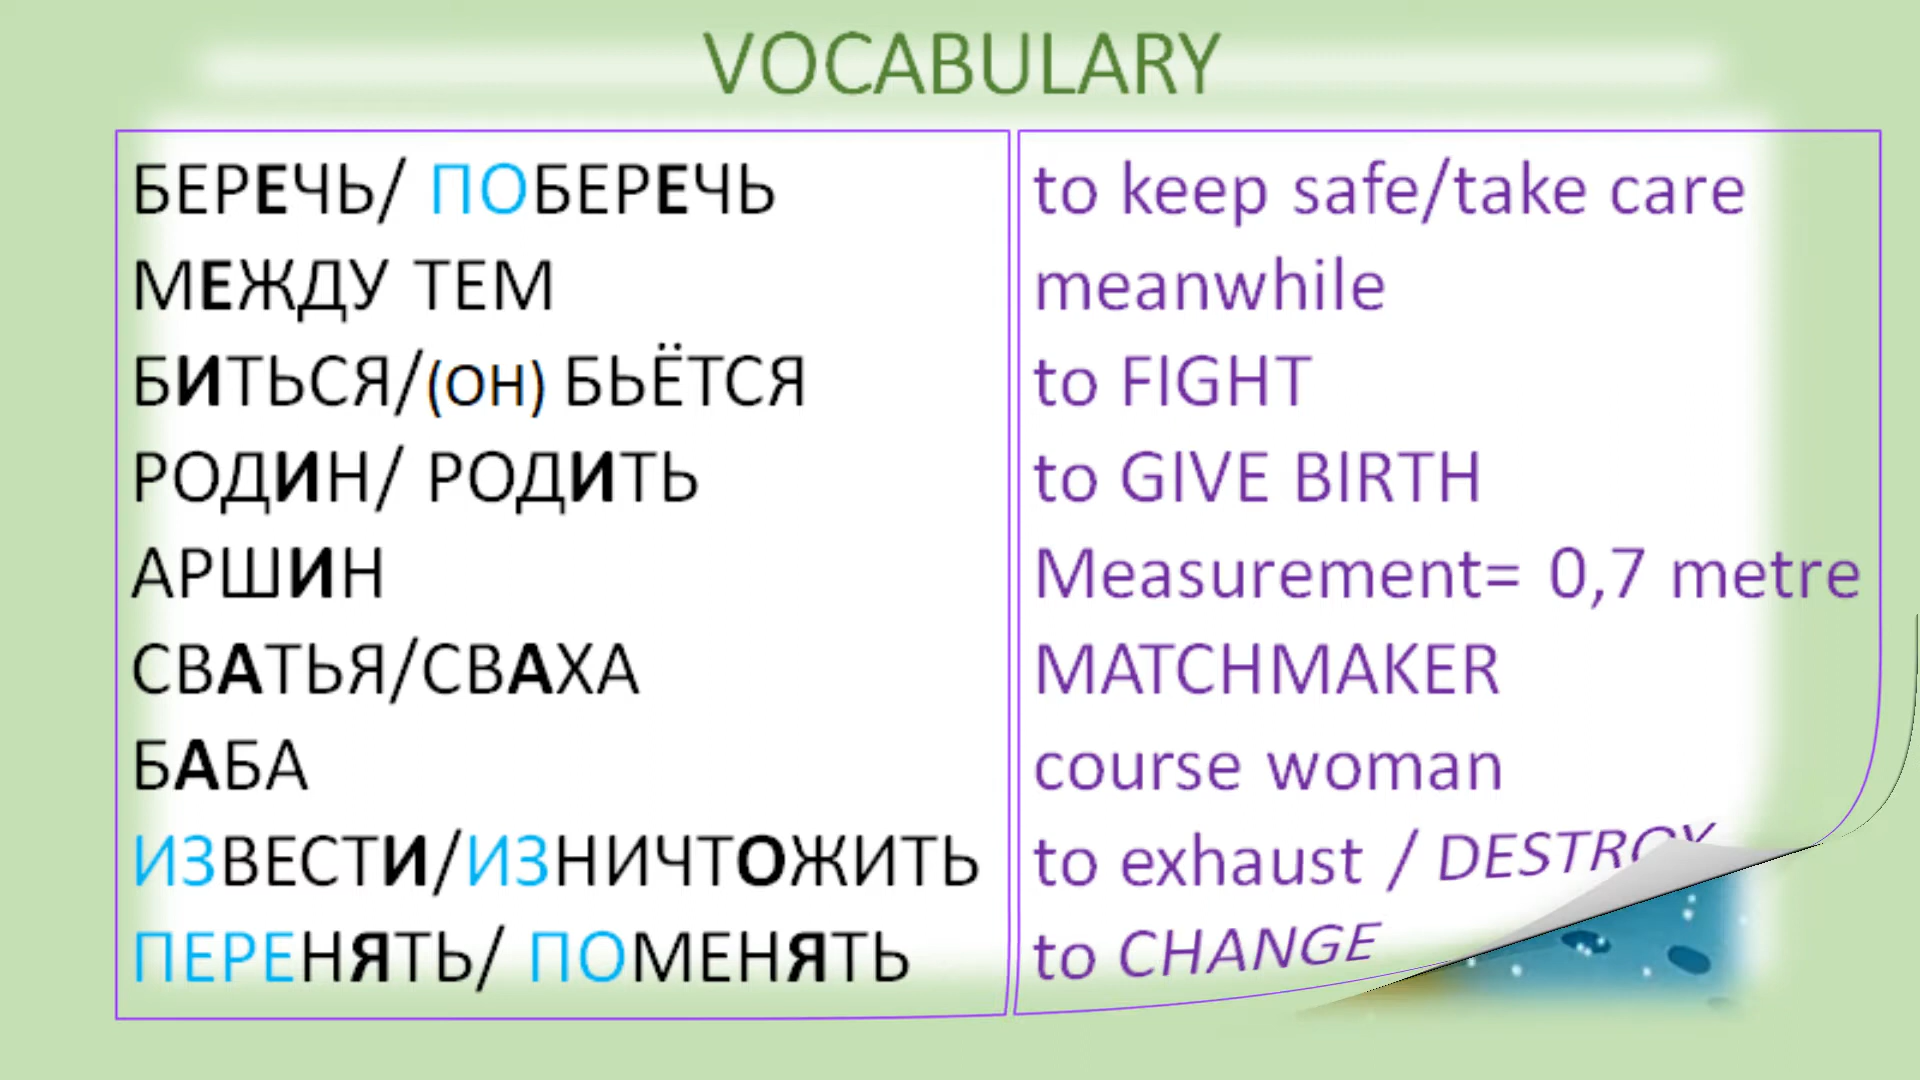 VOCABULARY
БЕРЕЧЬ/ ПОБЕРЕЧЬ
to keep safe/take care
МЕЖДУ ТЕМ
meanwhile
БИТЬСЯ/(ОН) БЬЁТСЯ
to FIGHT
РОДИН/ РОДИТЬ
to GIVE BIRTH
АРШИН
Measurement= 0,7 metre
СВАТЬЯ/СВАХА
MATCHMAKER
БАБА
course woman
ИЗВЕСТИ/ИЗНИЧТОЖИТЬ
to exhaust / DESTROY
ПЕРЕНЯТЬ/ ПОМЕНЯТЬ
to CHANGE